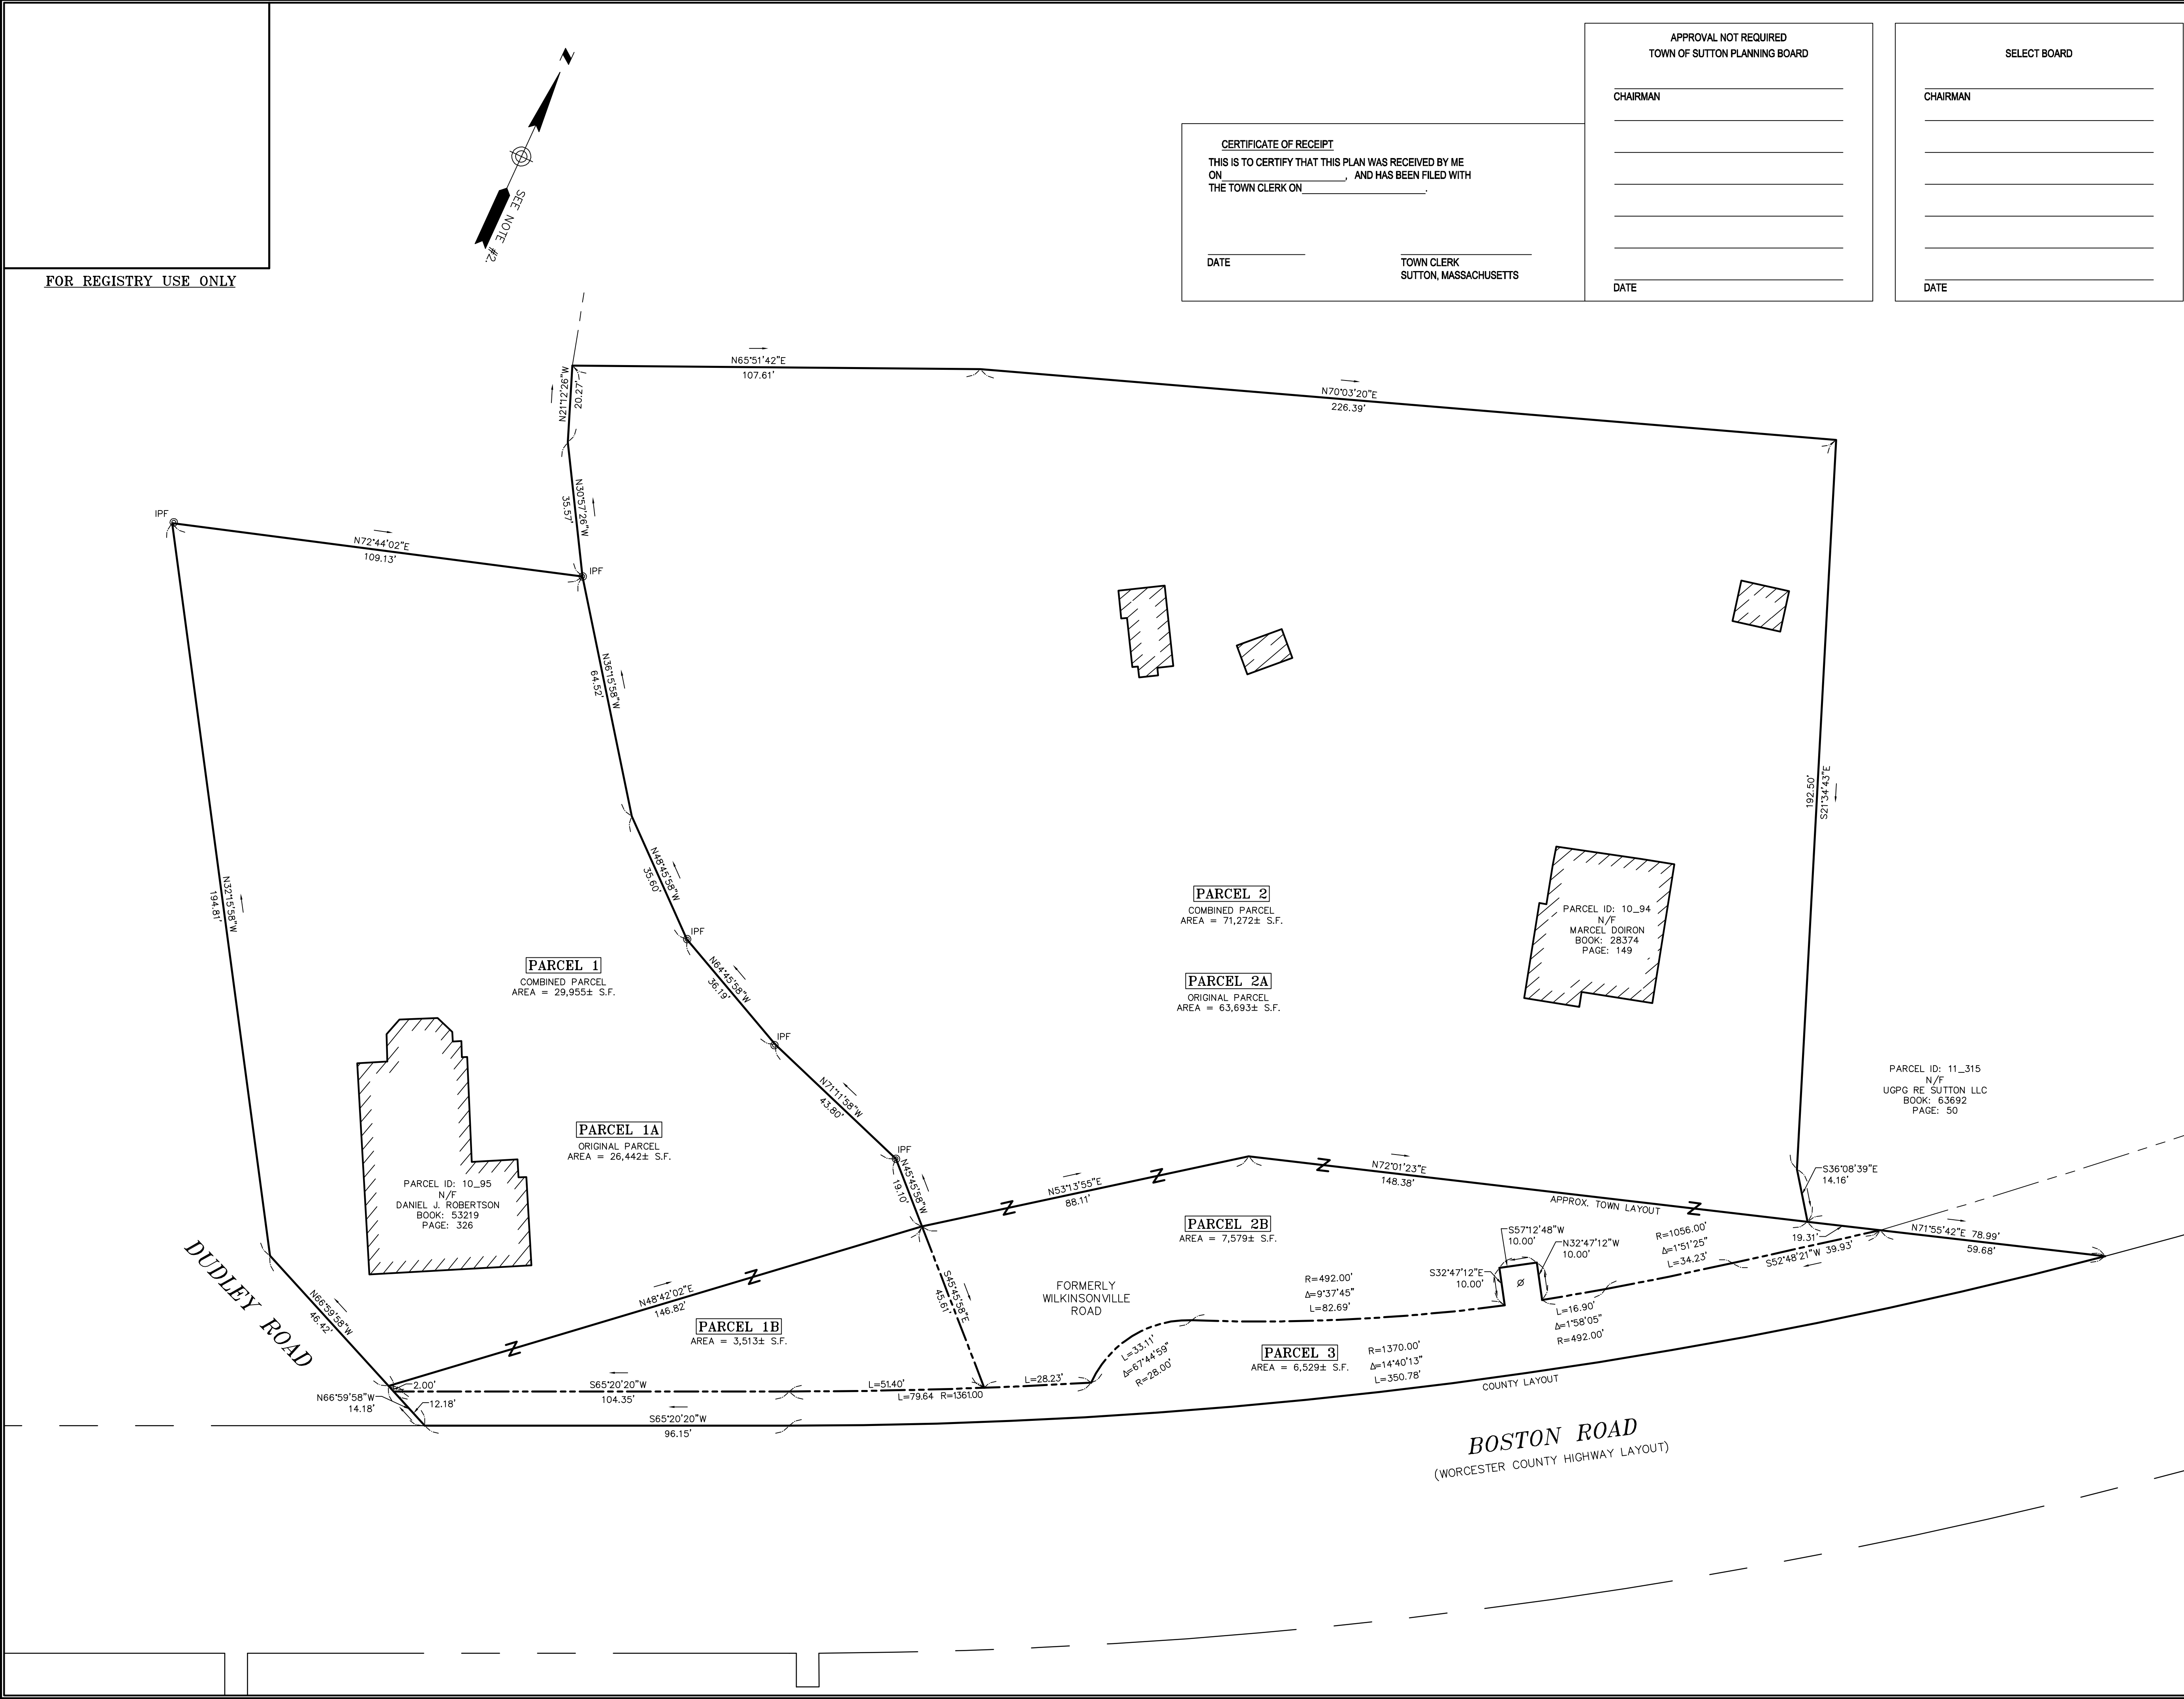 FOR REGISTRY USE ONLY
N
SEE NOTE #2.
CERTIFICATE OF RECEIPT
THIS IS TO CERTIFY THAT THIS PLAN WAS RECEIVED BY ME
ON____________________, AND HAS BEEN FILED WITH
THE TOWN CLERK ON____________________.
DATE
TOWN CLERK
SUTTON, MASSACHUSETTS
APPROVAL NOT REQUIRED
TOWN OF SUTTON PLANNING BOARD
CHAIRMAN
DATE
SELECT BOARD
CHAIRMAN
DATE
N65°51'42"E
107.61'
N70°03'20"E
226.39'
N21°12'26"W
20.27'
N30°57'26"W
35.57'
IPF
N72°44'02"E
109.13'
IPF
N36°15'58"W
64.52'
192.50'
S21°34'43"E
N32°15'58"W
194.81'
N48°45'58"W
35.60'
IPF
N64°45'58"W
36.19'
IPF
N71°11'58"W
43.80'
IPF
N45°45'58"W
19.10'
PARCEL 1
COMBINED PARCEL
AREA = 29,955± S.F.
PARCEL 1A
ORIGINAL PARCEL
AREA = 26,442± S.F.
PARCEL ID: 10_95
N/F
DANIEL J. ROBERTSON
BOOK: 53219
PAGE: 326
PARCEL 2
COMBINED PARCEL
AREA = 71,272± S.F.
PARCEL 2A
ORIGINAL PARCEL
AREA = 63,693± S.F.
PARCEL ID: 10_94
N/F
MARCEL DOIRON
BOOK: 28374
PAGE: 149
PARCEL ID: 11_315
N/F
UGPG RE SUTTON LLC
BOOK: 63692
PAGE: 50
S36°08'39"E
14.16'
N53°13'55"E
88.11'
N72°01'23"E
148.38'
APPROX. TOWN LAYOUT
Z
Z
Z
Z
Z
Z
PARCEL 2B
AREA = 7,579± S.F.
S57°12'48"W
10.00'
N32°47'12"W
10.00'
S32°47'12"E
10.00'
R=1056.00'
Δ=1°51'25"
L=34.23'
19.31'
S52°48'21"W 39.93'
N71°55'42"E 78.99'
59.68'
DUDLEY ROAD
N66°59'58"W
46.42'
N48°42'02"E
146.82'
PARCEL 1B
AREA = 3,513± S.F.
S45°45'58"E
45.61'
FORMERLY
WILKINSONVILLE
ROAD
R=492.00'
Δ=9°37'45"
L=82.69'
L=16.90'
Δ=1°58'05"
R=492.00'
L=33.11'
Δ=67°44'59"
R=28.00'
PARCEL 3
AREA = 6,529± S.F.
R=1370.00'
Δ=14°40'13"
L=350.78'
COUNTY LAYOUT
2.00'
N66°59'58"W
14.18'
12.18'
S65°20'20"W
104.35'
L=51.40'
L=28.23'
L=79.64 R=1361.00
S65°20'20"W
96.15'
BOSTON ROAD
(WORCESTER COUNTY HIGHWAY LAYOUT)